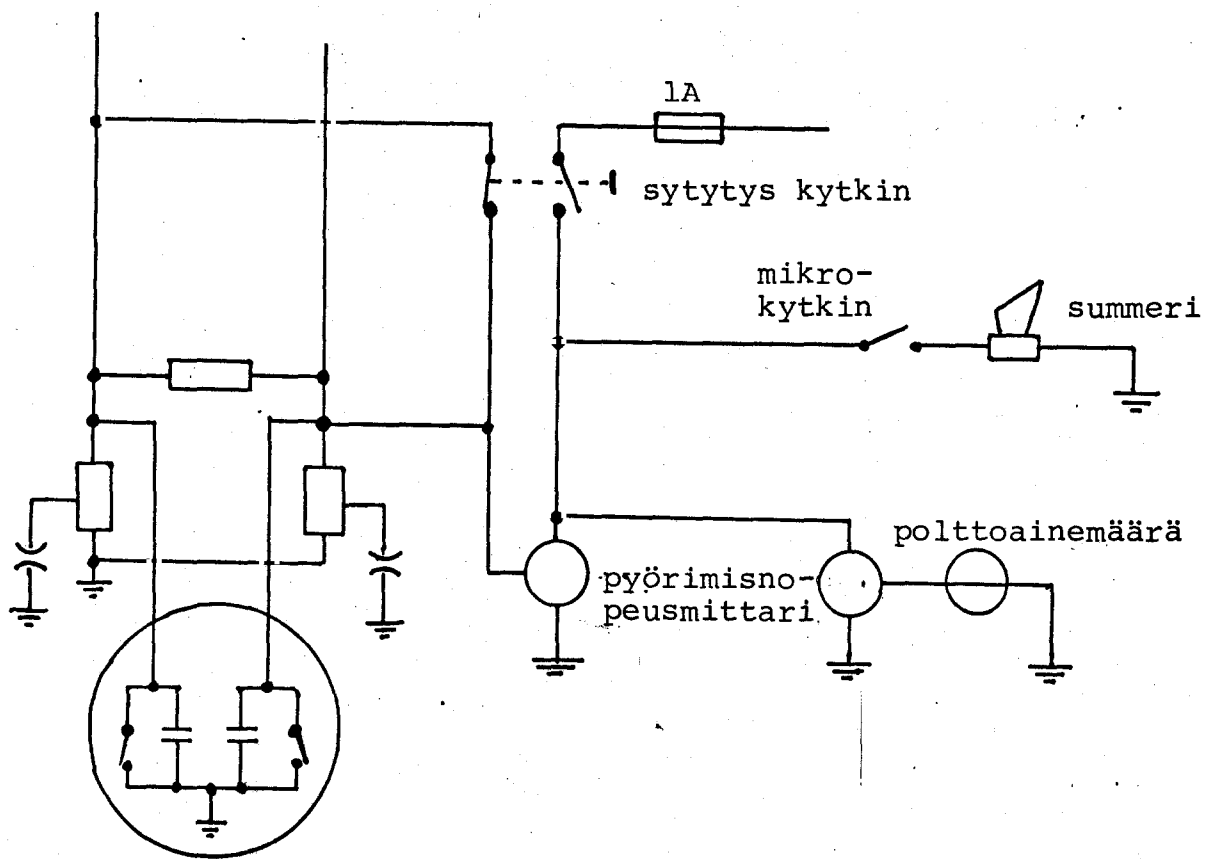 1A
sytytys kytkin
mikro-
kytkin
summeri
polttoainemäärä
pyörimisno-
peusmittari